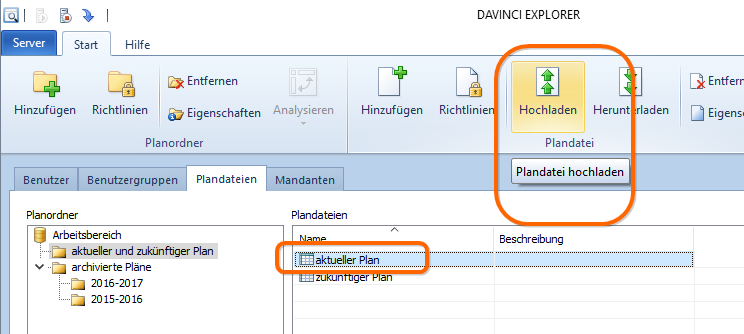 DAVINCI EXPLORER
Server Start Hilfe
Hinzufügen Richtlinien Entfernen Eigenschaften Analysieren
Hinzufügen Richtlinien Hochladen Herunterladen Entfern Eigensc
Planordner Plandatei
Plandatei hochladen
Benutzer Benutzergruppen Plandateien Mandanten
Planordner Plandateien
Arbeitsbereich
aktueller und zukünftiger Plan
archivierte Pläne
2016-2017
2015-2016
Name Beschreibung
aktueller Plan
zukünftiger Plan